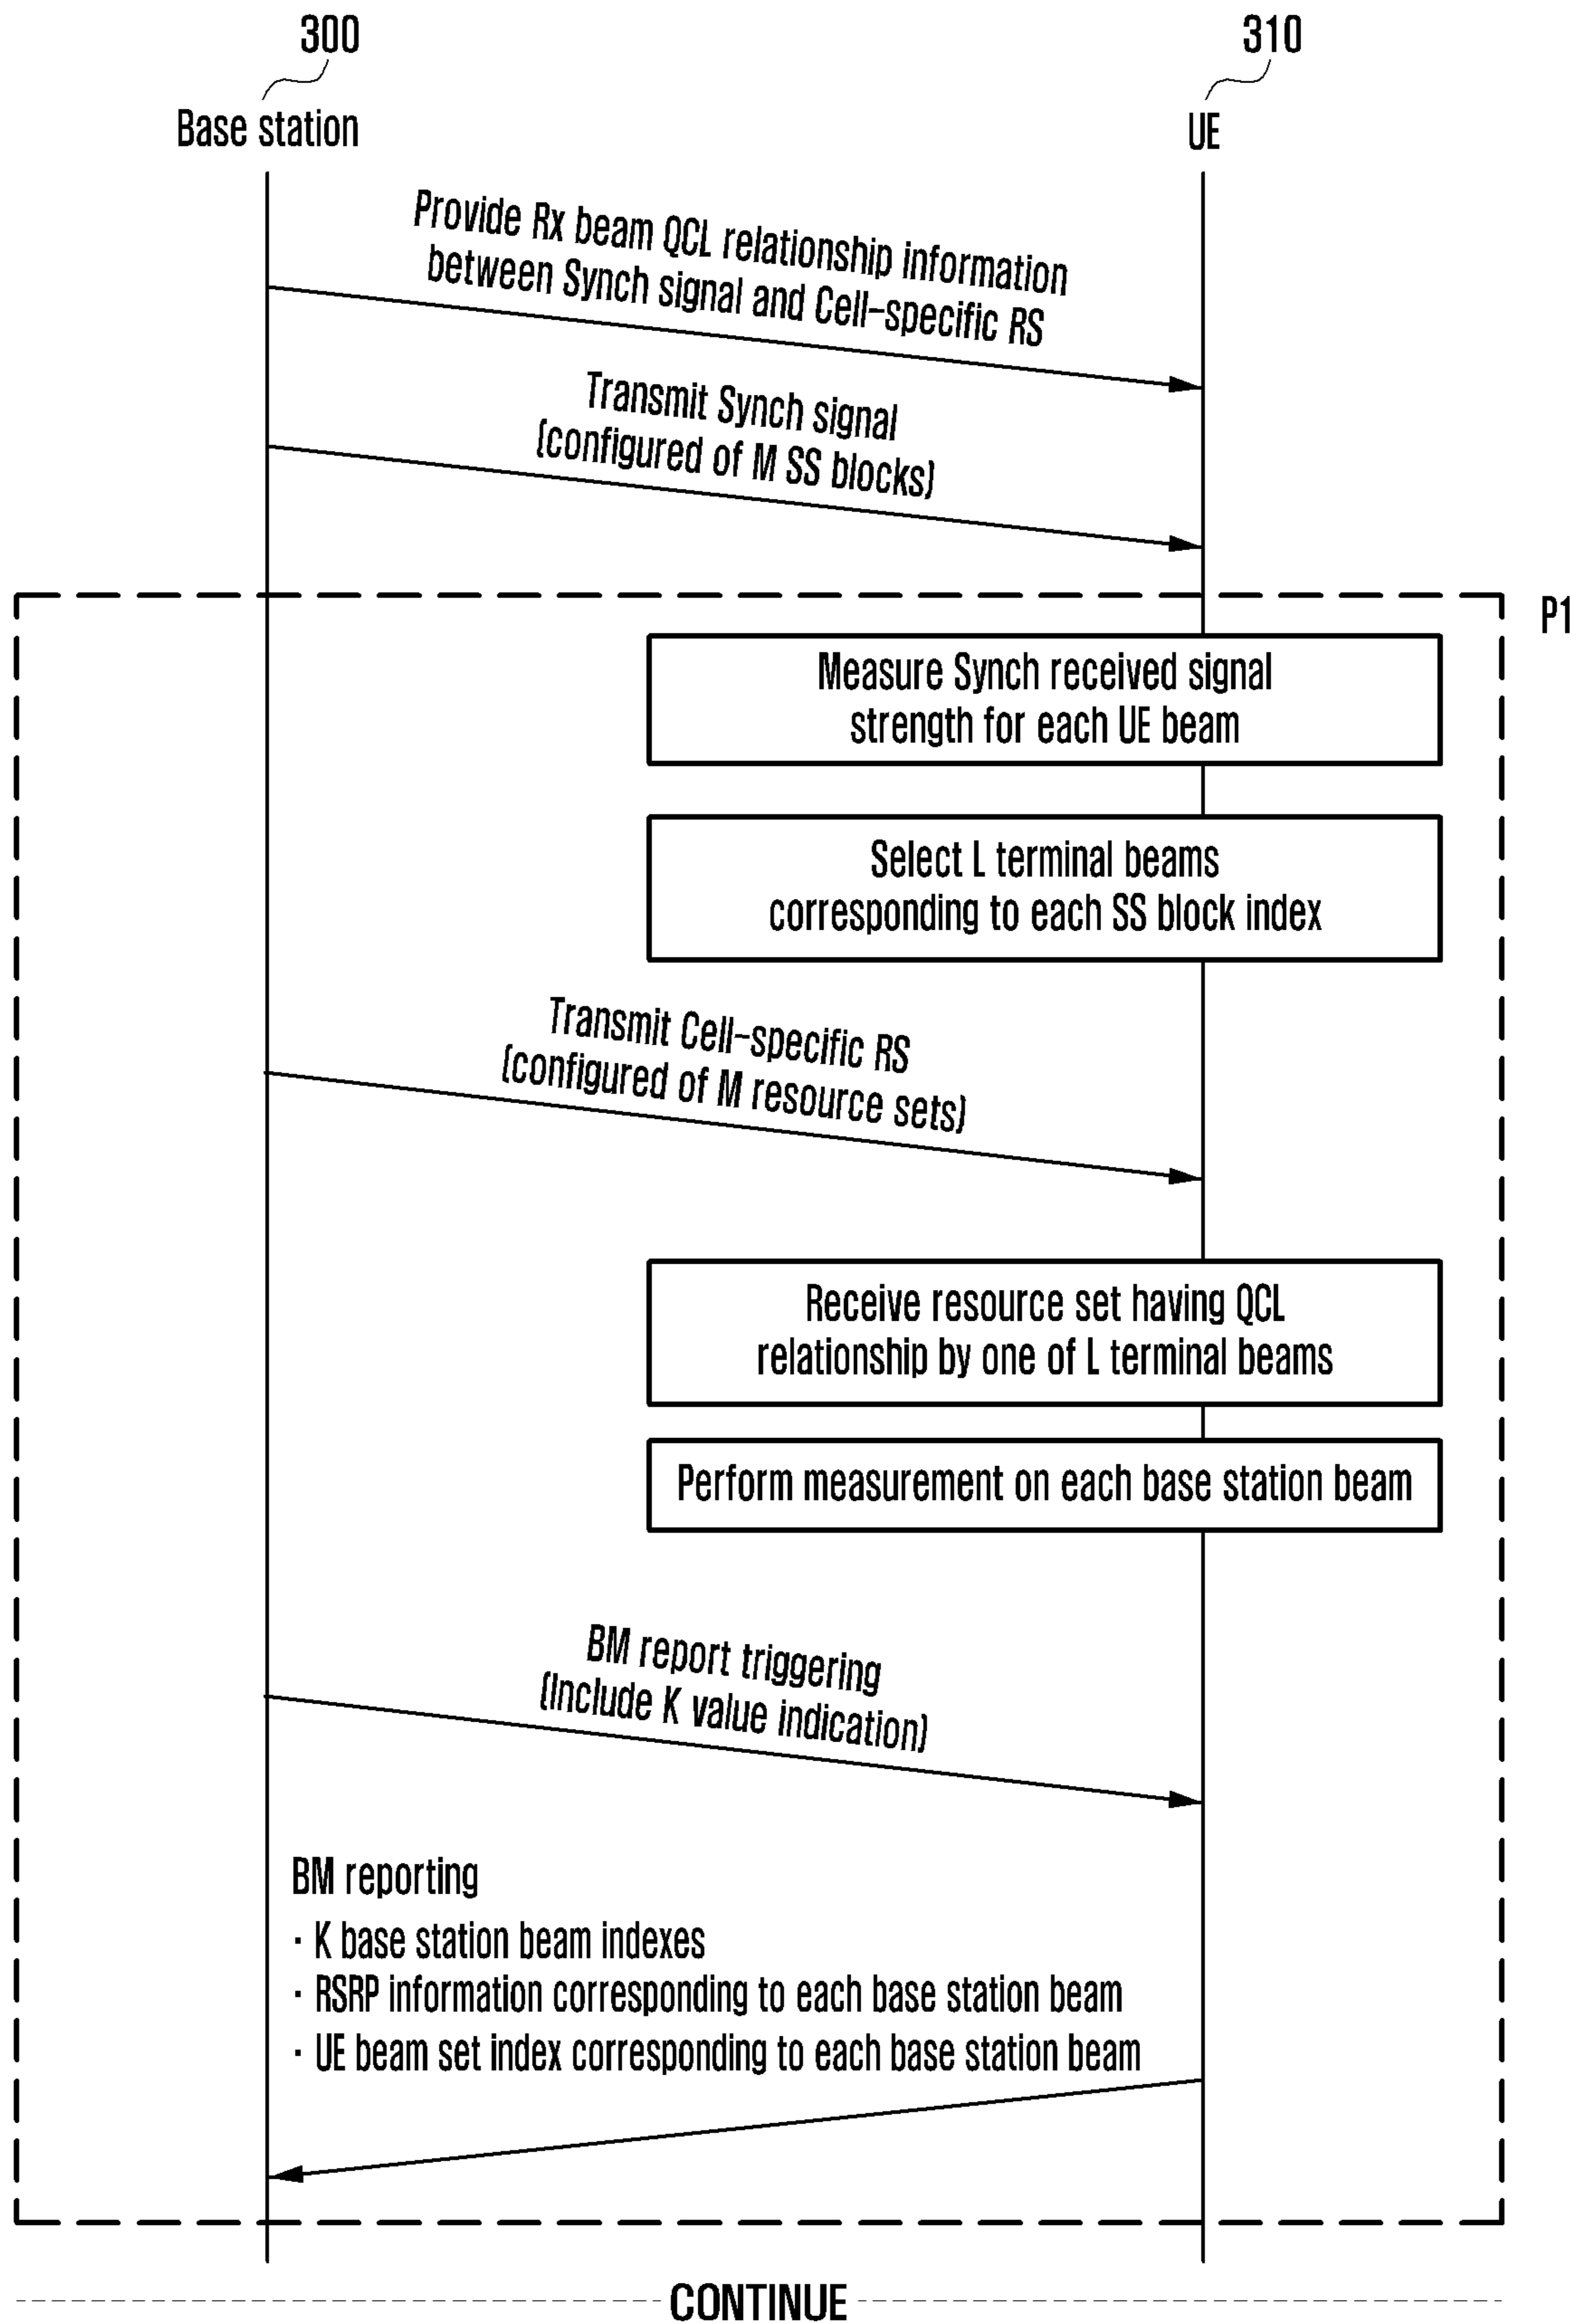 300
310
Base station
UE
Provide Rx beam QCL relationship information
between Synch signal and Cell-specific RS
Transmit Synch signal
(configured of M SS blocks)
P1
Measure Synch received signal
strength for each UE beam
Select L terminal beams
corresponding to each SS block index
Transmit Cell-specific RS
(configured of M resource sets)
Receive resource set having QCL
relationship by one of L terminal beams
Perform measurement on each base station beam
BM report triggering
(Include K value indication)
BM reporting
· K base station beam indexes
· RSRP information corresponding to each base station beam
· UE beam set index corresponding to each base station beam
CONTINUE